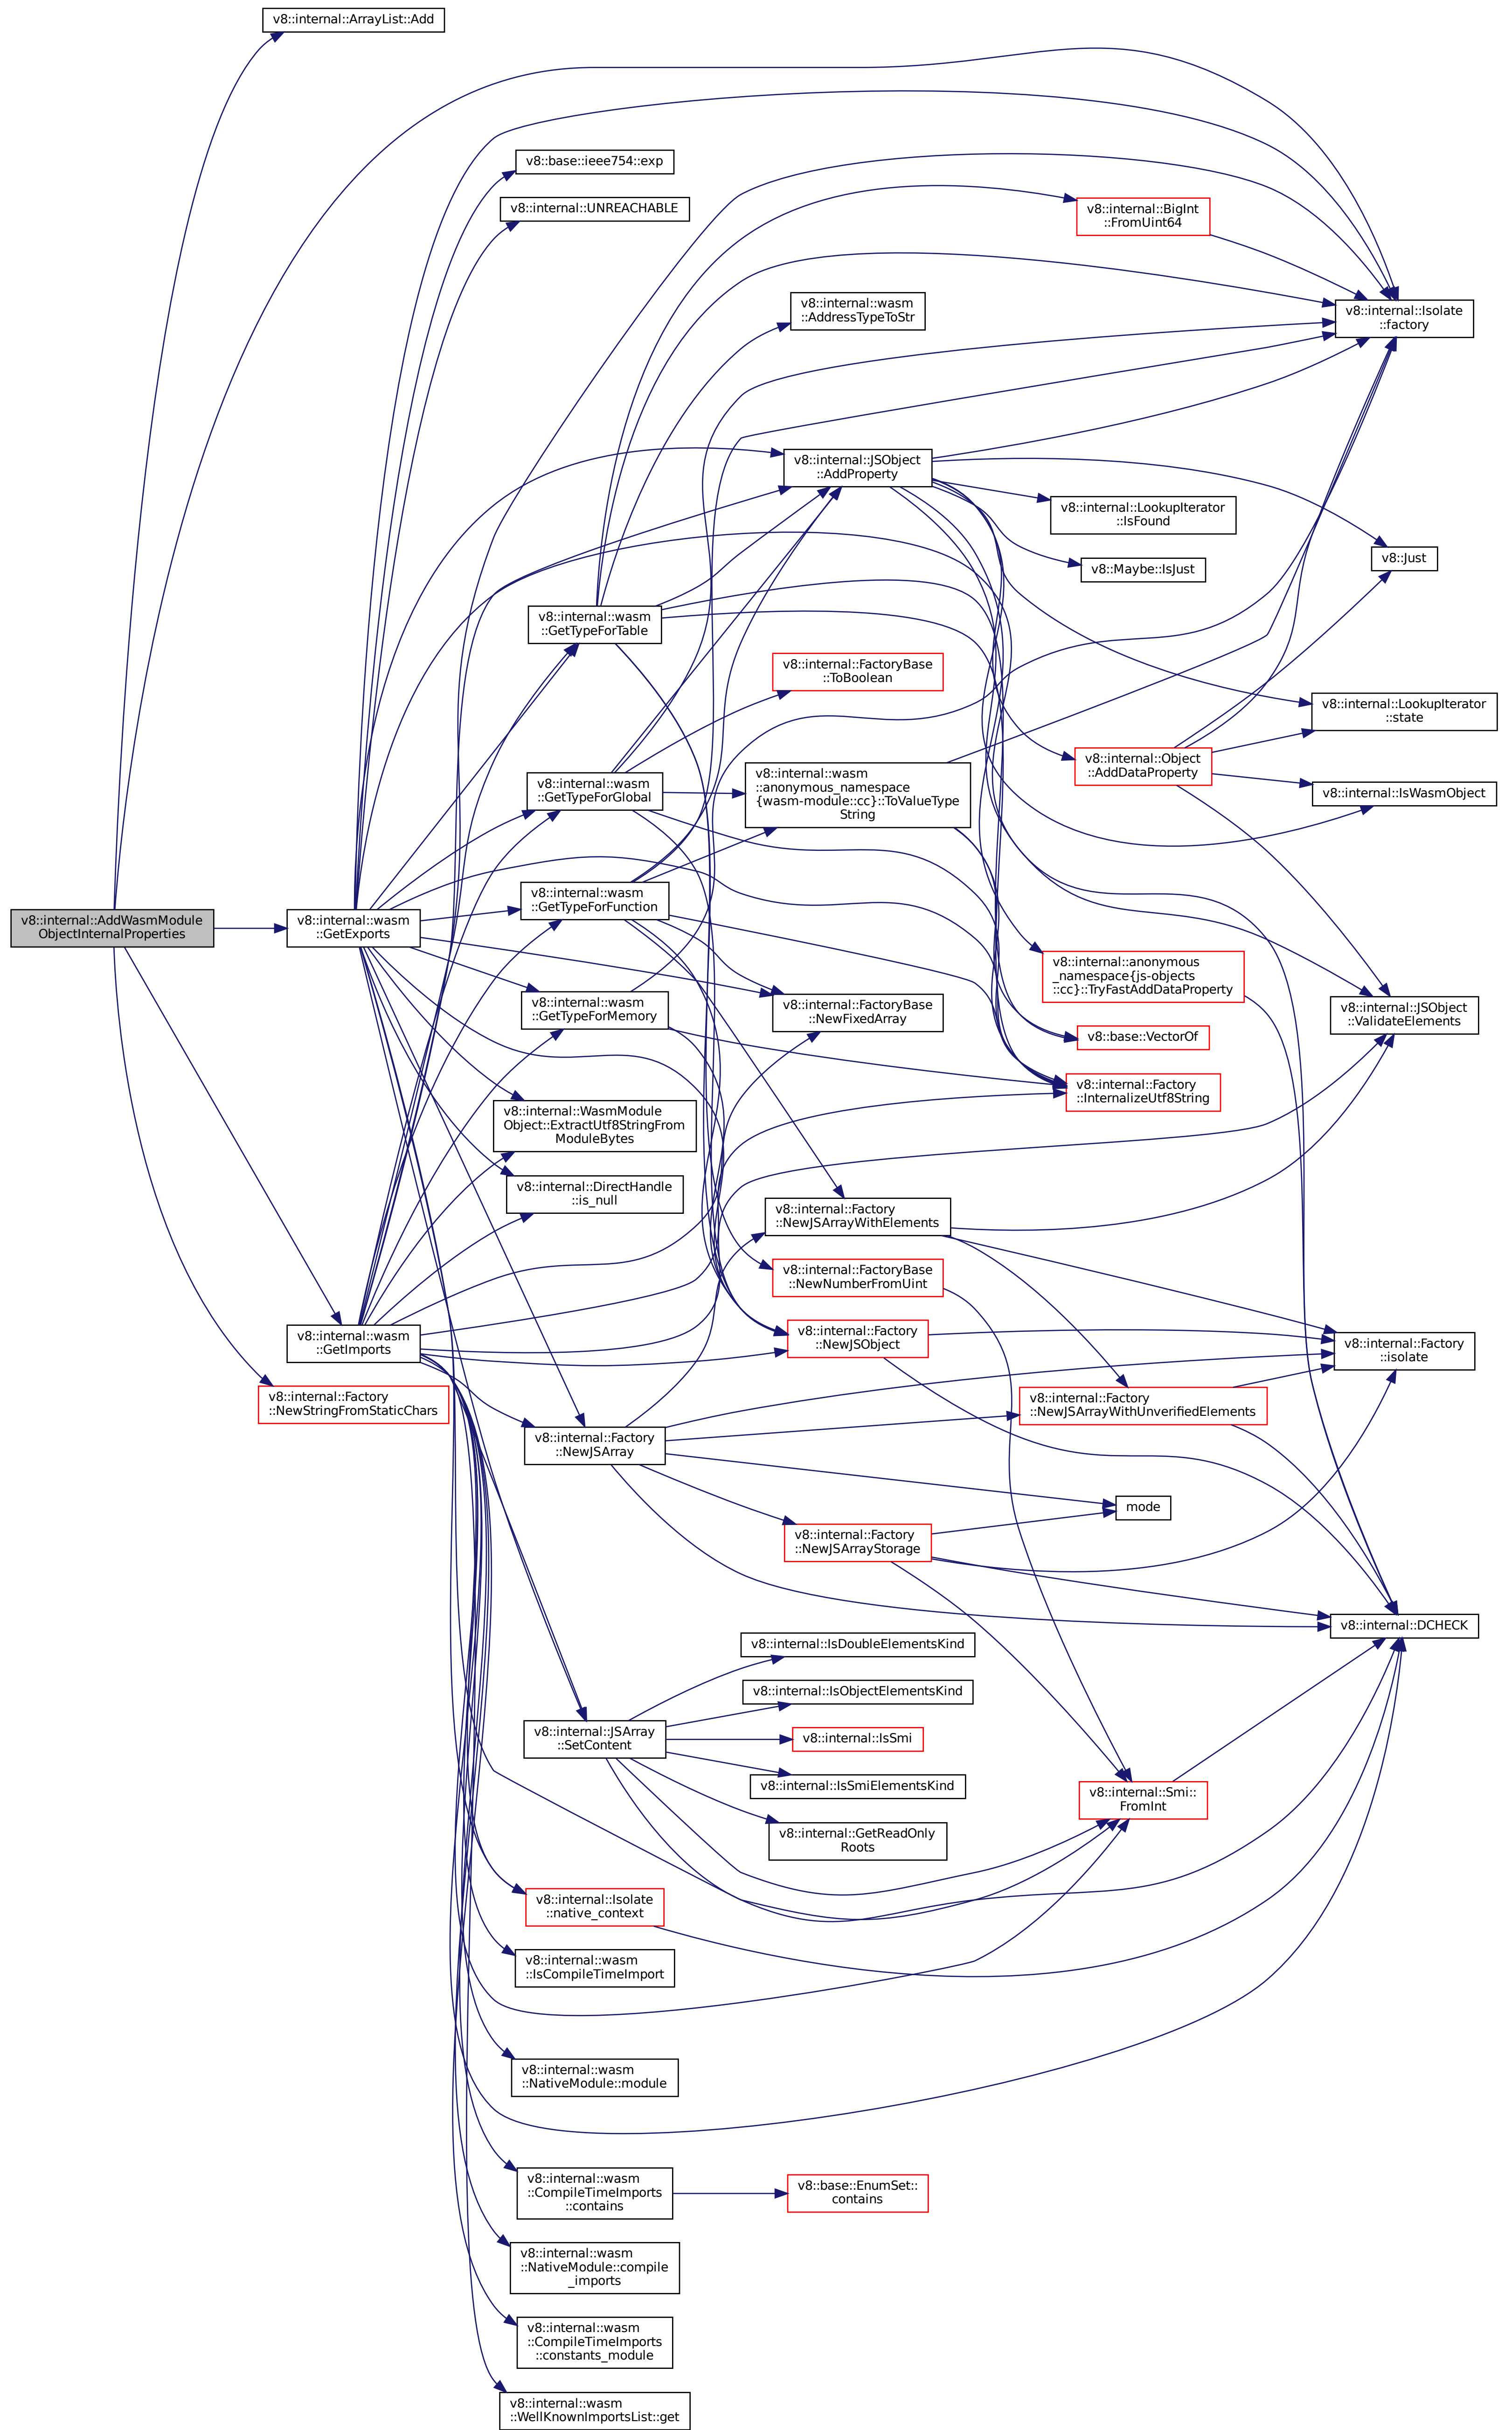 v8::internal::AddWasmModule
ObjectInternalProperties
v8::internal::ArrayList::Add
v8::internal::wasm
::GetExports
v8::internal::wasm
::GetImports
v8::internal::Factory
::NewStringFromStaticChars
v8::base::ieee754::exp
v8::internal::UNREACHABLE
v8::internal::wasm
::GetTypeForTable
v8::internal::wasm
::GetTypeForGlobal
v8::internal::wasm
::GetTypeForFunction
v8::internal::wasm
::GetTypeForMemory
v8::internal::WasmModule
Object::ExtractUtf8StringFrom
ModuleBytes
v8::internal::DirectHandle
::is_null
v8::internal::Factory
::NewJSArray
v8::internal::JSArray
::SetContent
v8::internal::Isolate
::native_context
v8::internal::wasm
::IsCompileTimeImport
v8::internal::wasm
::NativeModule::module
v8::internal::wasm
::CompileTimeImports
::contains
v8::internal::wasm
::NativeModule::compile
_imports
v8::internal::wasm
::CompileTimeImports
::constants_module
v8::internal::wasm
::WellKnownImportsList::get
v8::internal::wasm
::AddressTypeToStr
v8::internal::JSObject
::AddProperty
v8::internal::FactoryBase
::ToBoolean
v8::internal::wasm
::anonymous_namespace
{wasm-module::cc}::ToValueType
String
v8::internal::FactoryBase
::NewFixedArray
v8::internal::Factory
::NewJSArrayWithElements
v8::internal::FactoryBase
::NewNumberFromUint
v8::internal::Factory
::NewJSObject
v8::internal::Factory
::NewJSArrayStorage
v8::internal::IsDoubleElementsKind
v8::internal::IsObjectElementsKind
v8::internal::IsSmi
v8::internal::IsSmiElementsKind
v8::internal::GetReadOnly
Roots
v8::base::EnumSet::
contains
v8::internal::BigInt
::FromUint64
v8::internal::LookupIterator
::IsFound
v8::Maybe::IsJust
v8::internal::Object
::AddDataProperty
v8::internal::anonymous
_namespace{js-objects
::cc}::TryFastAddDataProperty
v8::base::VectorOf
v8::internal::Factory
::InternalizeUtf8String
v8::internal::Factory
::NewJSArrayWithUnverifiedElements
mode
v8::internal::Smi::
FromInt
v8::internal::Isolate
::factory
v8::Just
v8::internal::LookupIterator
::state
v8::internal::IsWasmObject
v8::internal::JSObject
::ValidateElements
v8::internal::Factory
::isolate
v8::internal::DCHECK